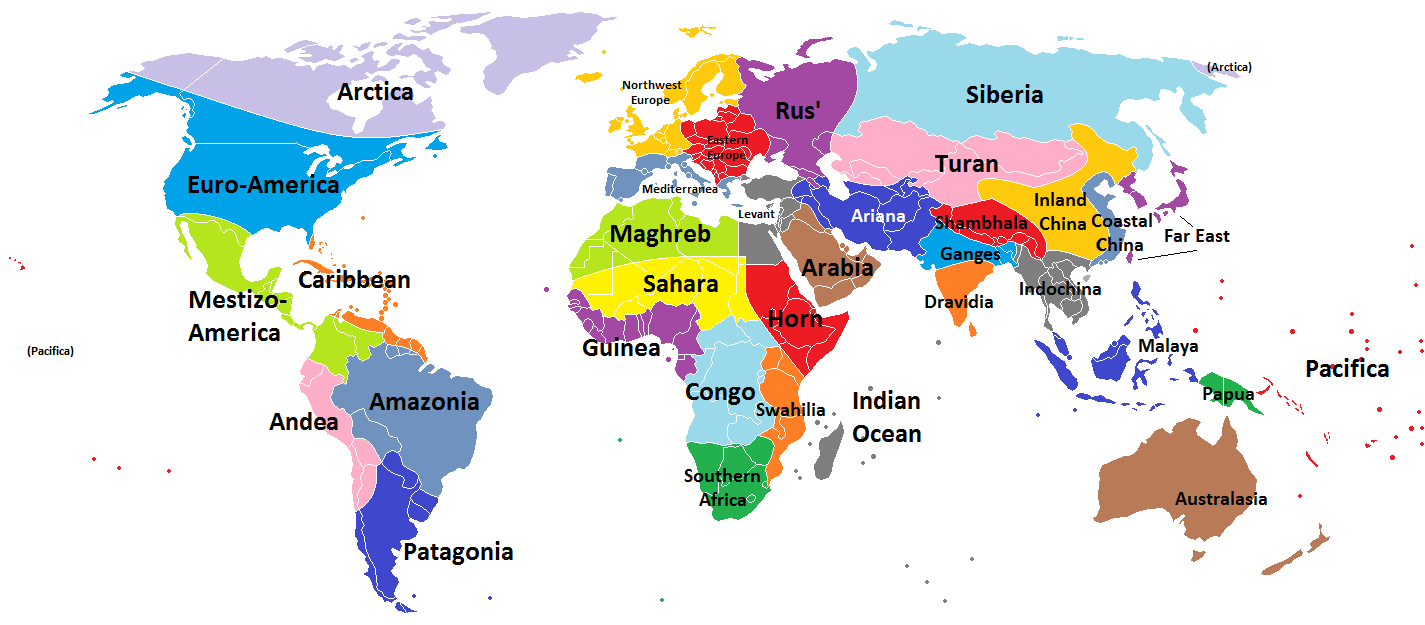 Arctica
(Arctica)
Northwest
Europe
Siberia
Rus'
Eastern
Europe
Turan
Euro-America
Mediterranea
Levant
Ariana
Shambhala
Inland
China
Coastal
China
Far East
Maghreb
Ganges
Arabia
Sahara
Caribbean
Indochina
Mestizo-
America
Dravidia
Horn
Guinea
Malaya
(Pacifica)
Pacifica
Congo
Papua
Amazonia
Swahilia
Indian
Ocean
Andea
Southern
Africa
Australasia
Patagonia